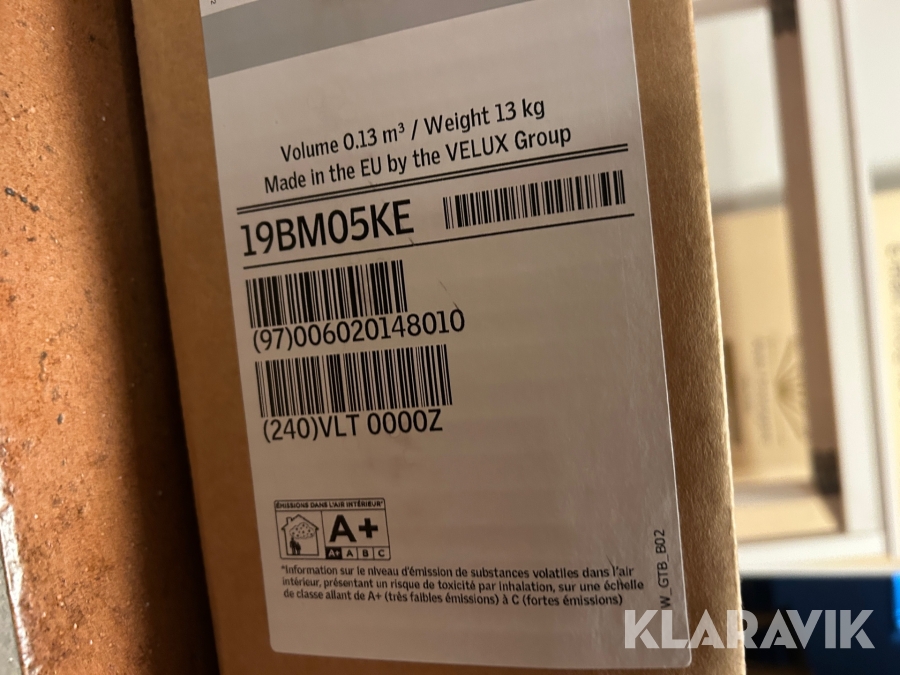 Volume 0.13 m³ / Weight 13 kg
Made in the EU by the VELUX Group
19BM05KE
(97)006020148010
(240)VLT 0000Z
ÉMISSIONS DANS L'AIR INTÉRIEUR*
A+
A+ A B C
*Information sur le niveau d'émission de substances volatiles dans l'air
intérieur, présentant un risque de toxicité par inhalation, sur une échelle
de classe allant de A+ (très faibles émissions) à C (fortes émissions)
W_GTB_B02
KLARAVIK